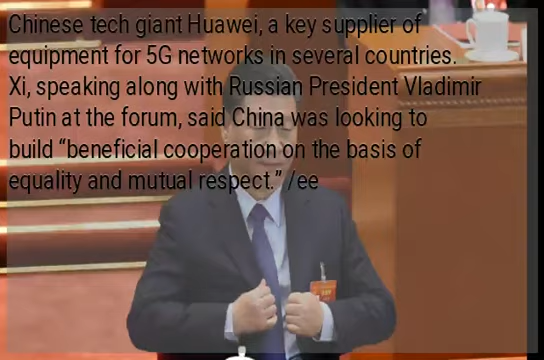 Chinese tech giant Huawei, a key supplier of
equipment for 5G networks in several countries.
Xi, speaking along with Russian President Vladimir
Putin at the forum, said China was looking to
build “beneficial cooperation on the basis of
equality and mutual respect.” /ee